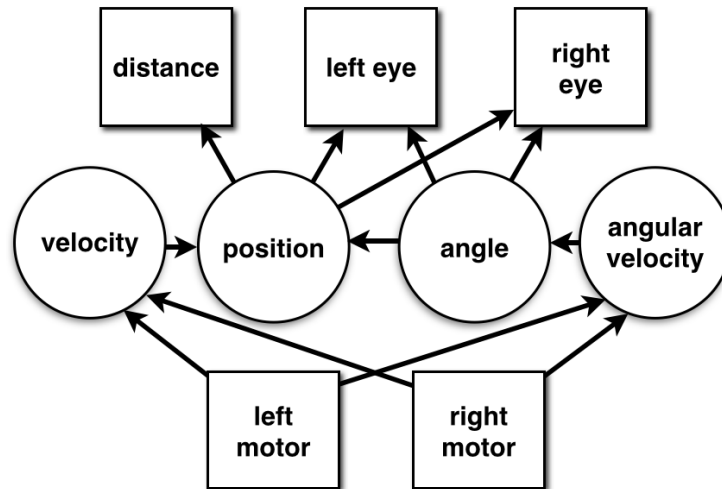 distance
left eye
right
eye
velocity
position
angle
angular
velocity
left
motor
right
motor